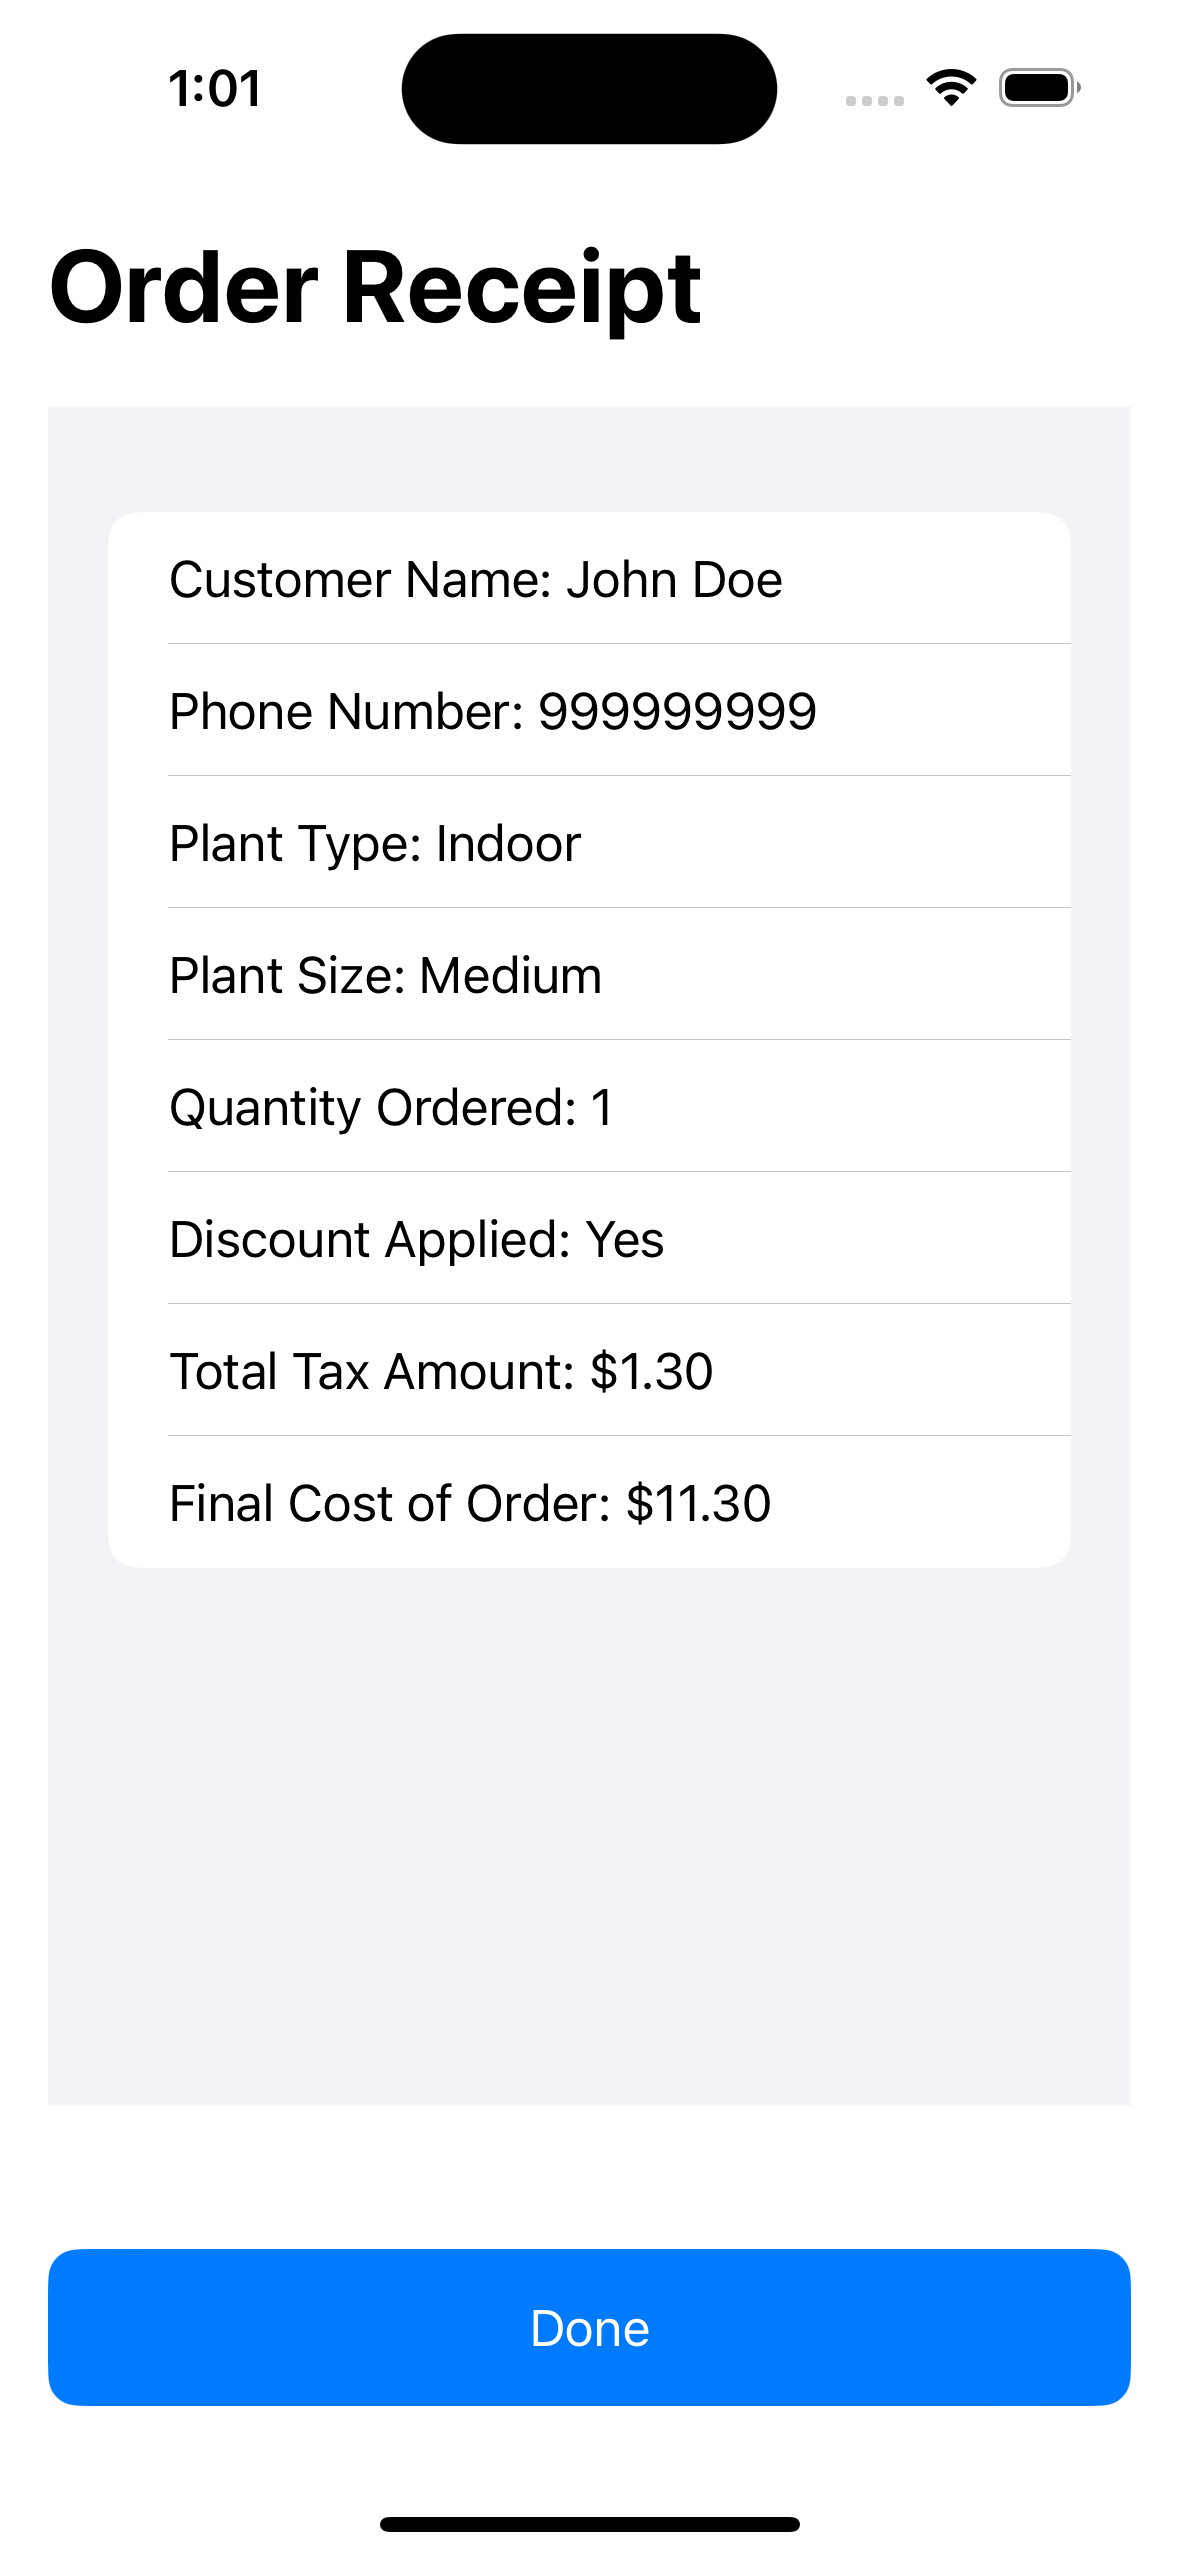 1:01
Order Receipt
Customer Name: John Doe
Phone Number: 999999999
Plant Type: Indoor
Plant Size: Medium
Quantity Ordered: 1
Discount Applied: Yes
Total Tax Amount: $1.30
Final Cost of Order: $11.30
Done